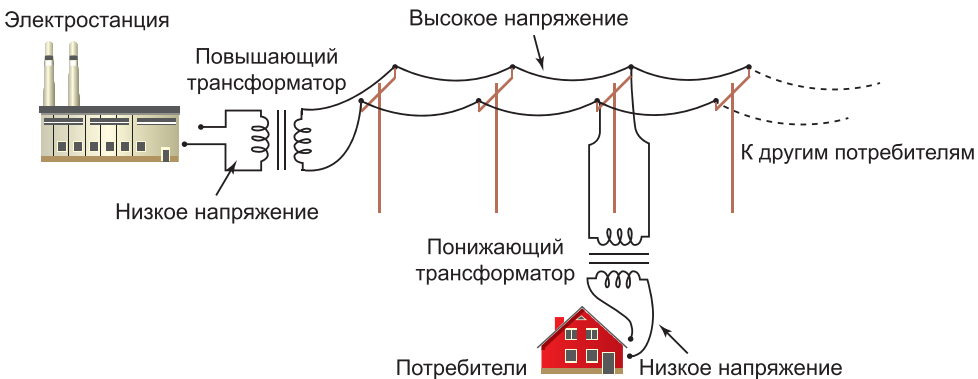 Электростанция
Высокое напряжение
Повышающий
трансформатор
К другим потребителям
Низкое напряжение
Понижающий
трансформатор
Потребители
Низкое напряжение